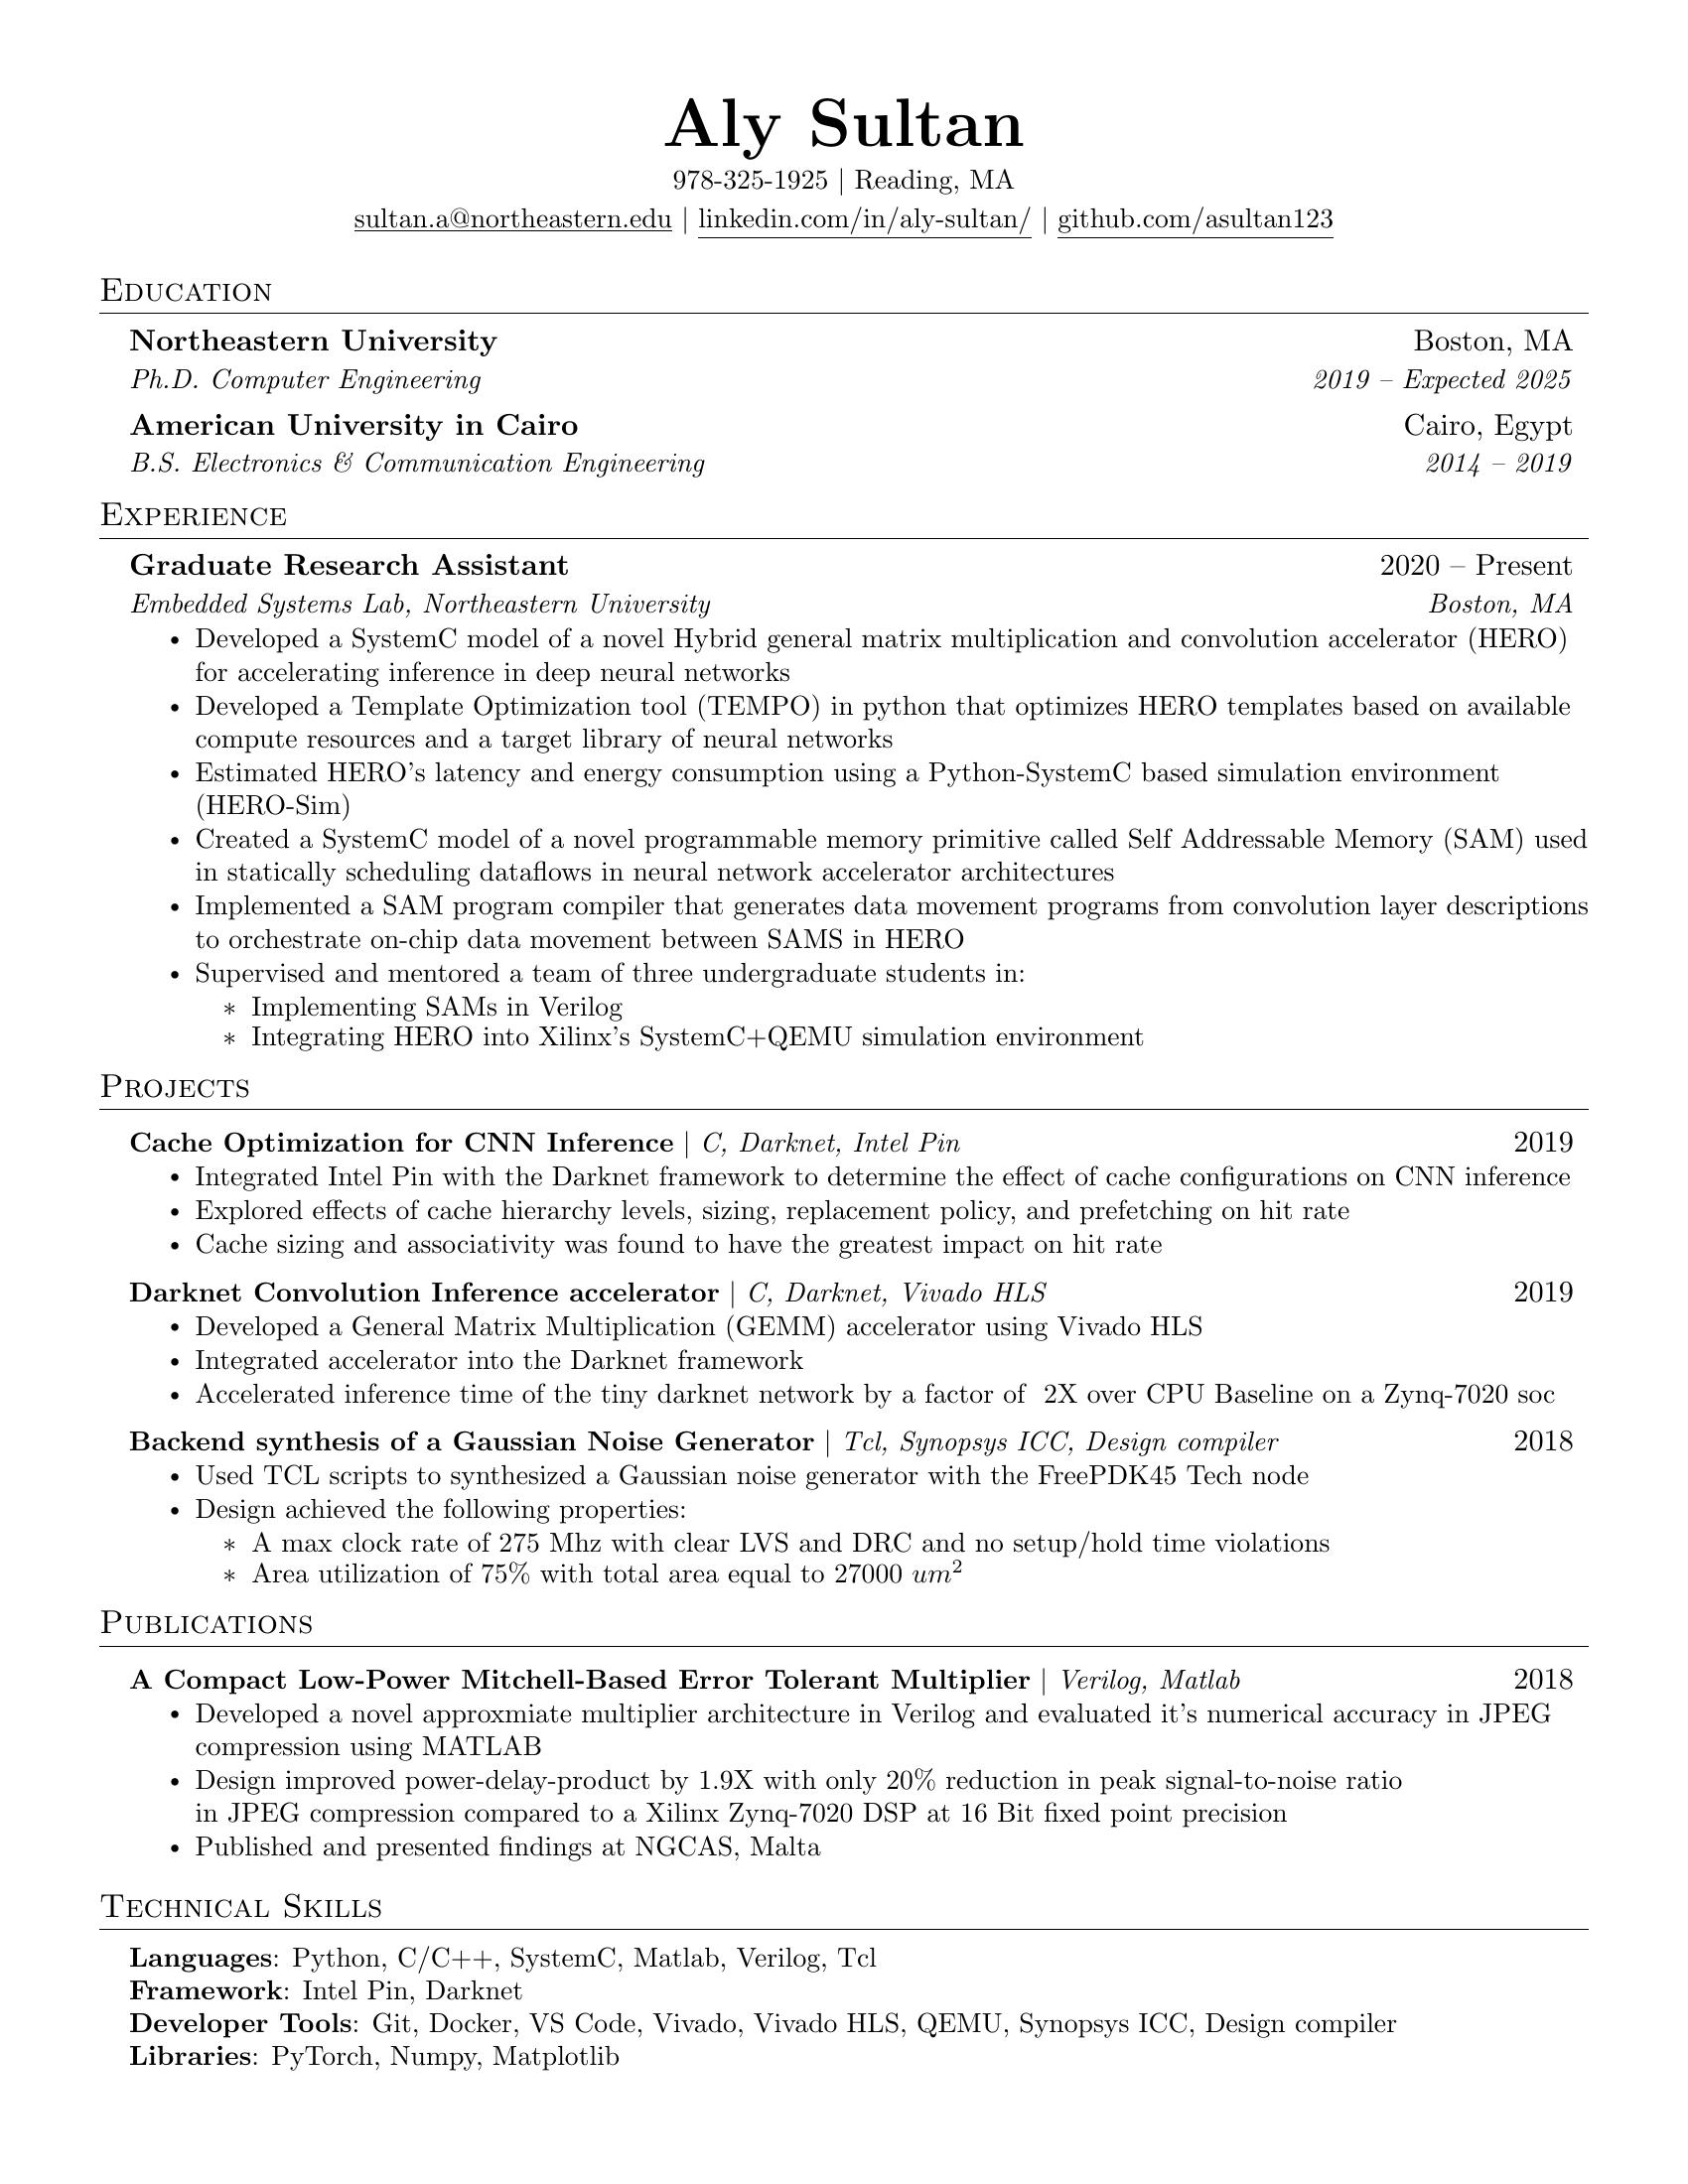 Aly Sultan
978-325-1925 | Reading, MA
sultan.a@northeastern.edu | linkedin.com/in/aly-sultan/ | github.com/asultan123
Education
Northeastern University Boston, MA
Ph.D. Computer Engineering 2019 – Expected 2025
American University in Cairo Cairo, Egypt
B.S. Electronics & Communication Engineering 2014 – 2019
Experience
Graduate Research Assistant 2020 – Present
Embedded Systems Lab, Northeastern University Boston, MA
• Developed a SystemC model of a novel Hybrid general matrix multiplication and convolution accelerator (HERO)
for accelerating inference in deep neural networks
• Developed a Template Optimization tool (TEMPO) in python that optimizes HERO templates based on available
compute resources and a target library of neural networks
• Estimated HERO's latency and energy consumption using a Python-SystemC based simulation environment
(HERO-Sim)
• Created a SystemC model of a novel programmable memory primitive called Self Addressable Memory (SAM) used
in statically scheduling dataflows in neural network accelerator architectures
• Implemented a SAM program compiler that generates data movement programs from convolution layer descriptions
to orchestrate on-chip data movement between SAMS in HERO
• Supervised and mentored a team of three undergraduate students in:
* Implementing SAMs in Verilog
* Integrating HERO into Xilinx's SystemC+QEMU simulation environment
Projects
Cache Optimization for CNN Inference | C, Darknet, Intel Pin 2019
• Integrated Intel Pin with the Darknet framework to determine the effect of cache configurations on CNN inference
• Explored effects of cache hierarchy levels, sizing, replacement policy, and prefetching on hit rate
• Cache sizing and associativity was found to have the greatest impact on hit rate
Darknet Convolution Inference accelerator | C, Darknet, Vivado HLS 2019
• Developed a General Matrix Multiplication (GEMM) accelerator using Vivado HLS
• Integrated accelerator into the Darknet framework
• Accelerated inference time of the tiny darknet network by a factor of 2X over CPU Baseline on a Zynq-7020 soc
Backend synthesis of a Gaussian Noise Generator | Tcl, Synopsys ICC, Design compiler 2018
• Used TCL scripts to synthesized a Gaussian noise generator with the FreePDK45 Tech node
• Design achieved the following properties:
* A max clock rate of 275 Mhz with clear LVS and DRC and no setup/hold time violations
* Area utilization of 75% with total area equal to 27000 um²
Publications
A Compact Low-Power Mitchell-Based Error Tolerant Multiplier | Verilog, Matlab 2018
• Developed a novel approxmiate multiplier architecture in Verilog and evaluated it's numerical accuracy in JPEG
compression using MATLAB
• Design improved power-delay-product by 1.9X with only 20% reduction in peak signal-to-noise ratio
in JPEG compression compared to a Xilinx Zynq-7020 DSP at 16 Bit fixed point precision
• Published and presented findings at NGCAS, Malta
Technical Skills
Languages: Python, C/C++, SystemC, Matlab, Verilog, Tcl
Framework: Intel Pin, Darknet
Developer Tools: Git, Docker, VS Code, Vivado, Vivado HLS, QEMU, Synopsys ICC, Design compiler
Libraries: PyTorch, Numpy, Matplotlib